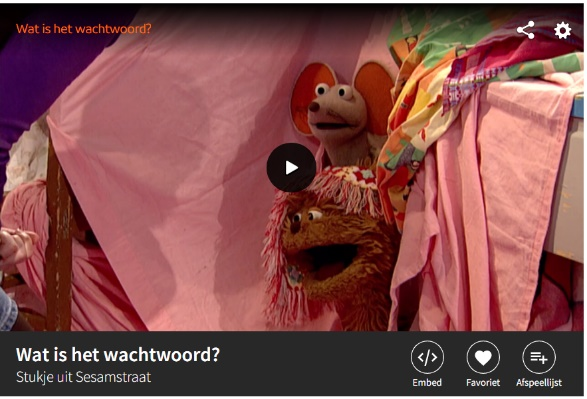 Wat is het wachtwoord?
Wat is het wachtwoord?
Stukje uit Sesamstraat
Embed
Favoriet
Afspeellijst